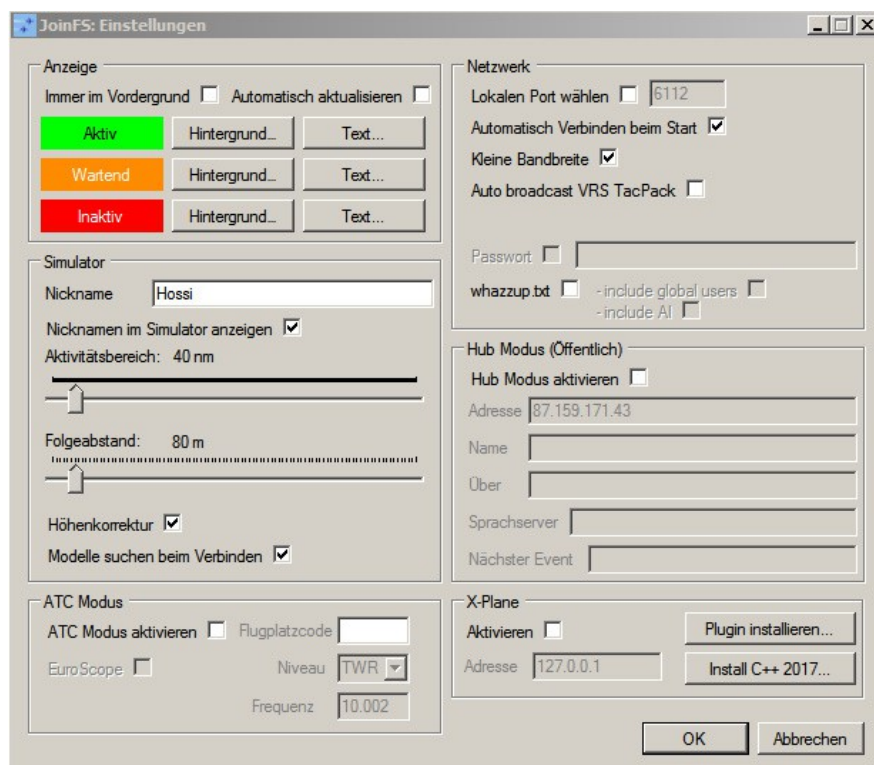 JoinFS: Einstellungen
Anzeige
Immer im Vordergrund Automatisch aktualisieren
Aktiv Hintergrund... Text...
Wartend Hintergrund... Text...
Inaktiv Hintergrund... Text...
Simulator
Nickname Hossi
Nicknamen im Simulator anzeigen
Aktivitätsbereich: 40 nm
Folgeabstand: 80 m
Höhenkorrektur
Modelle suchen beim Verbinden
ATC Modus
ATC Modus aktivieren Flugplatzcode
EuroScope Niveau TWR
Frequenz 10.002
Netzwerk
Lokalen Port wählen 6112
Automatisch Verbinden beim Start
Kleine Bandbreite
Auto broadcast VRS TacPack
Passwort
whazzup.txt - include global users
- include AI
Hub Modus (Öffentlich)
Hub Modus aktivieren
Adresse 87.159.171.43
Name
Über
Sprachserver
Nächster Event
X-Plane
Aktivieren Plugin installieren...
Adresse 127.0.0.1 Install C++ 2017...
OK Abbrechen